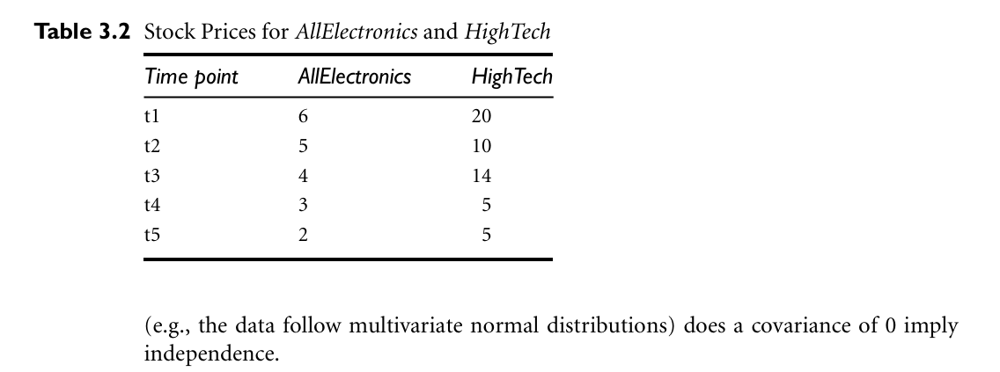 Table 3.2 Stock Prices for AllElectronics and HighTech
Time point AllElectronics HighTech
t1 6 20
t2 5 10
t3 4 14
t4 3 5
t5 2 5
(e.g., the data follow multivariate normal distributions) does a covariance of 0 imply
independence.